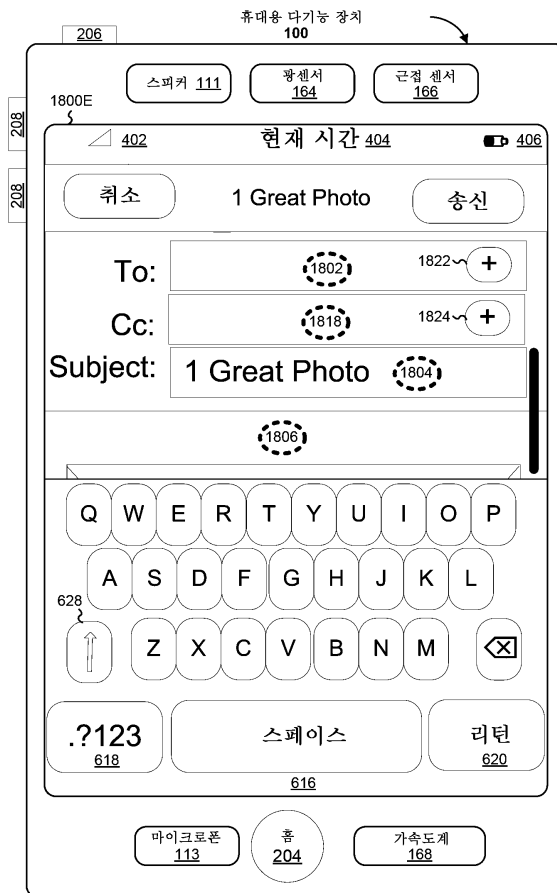 휴대용 다기능 장치
100
206
스피커 111
광센서
164
근접 센서
166
1800E
208
208
402
현재 시간 404
406
취소
1 Great Photo
송신
To:
1802
1822
+
Cc:
1818
1824
+
Subject:
1 Great Photo
1804
1806
Q W E R T Y U I O P
A S D F G H J K L
628
Z X C V B N M
.?123
618
스페이스
616
리턴
620
마이크로폰
113
홈
204
가속도계
168